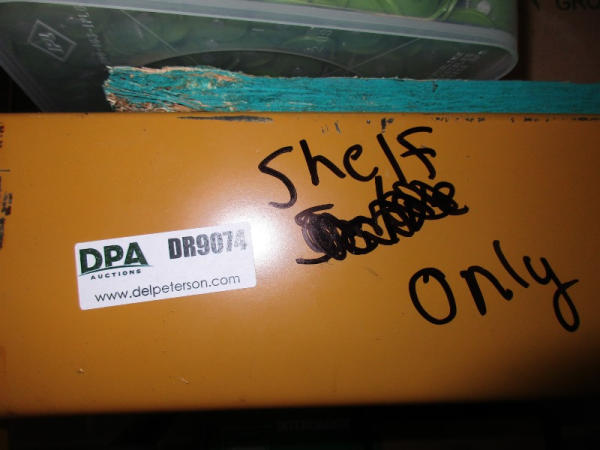 Shelf
Only
DPA DR9074
AUCTIONS
www.delpeterson.com